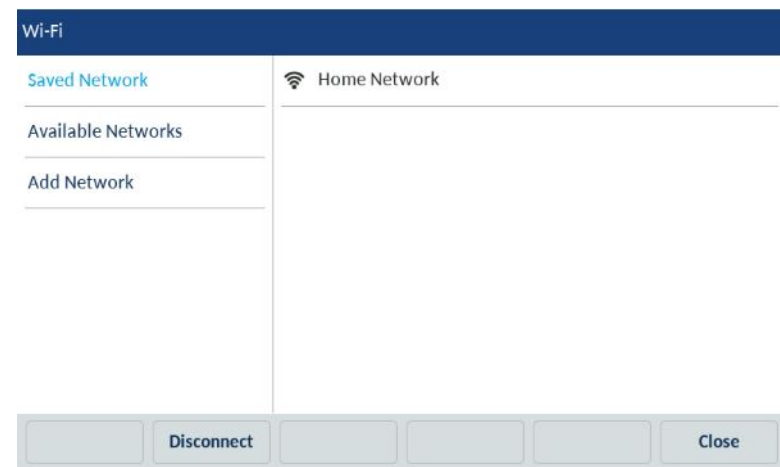 Wi-Fi
Saved Network
Home Network
Available Networks
Add Network
Disconnect
Close